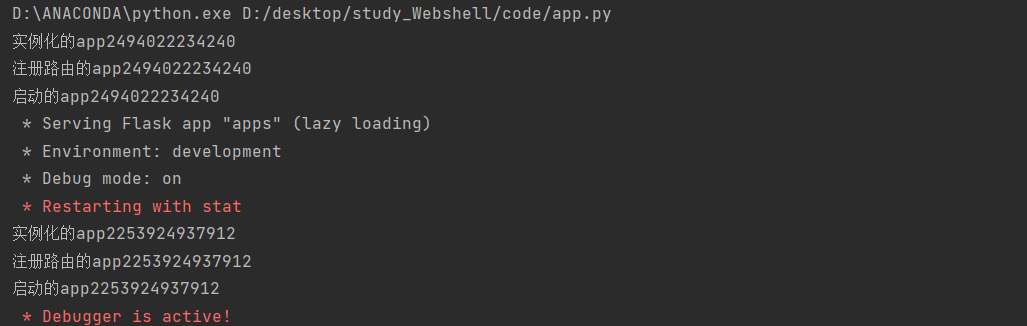 D:\ANACONDA\python.exe D:/desktop/study_Webshell/code/app.py
实例化的app2494022234240
注册路由的app2494022234240
启动的app2494022234240
 * Serving Flask app "apps" (lazy loading)
 * Environment: development
 * Debug mode: on
 * Restarting with stat
实例化的app2253924937912
注册路由的app2253924937912
启动的app2253924937912
 * Debugger is active!